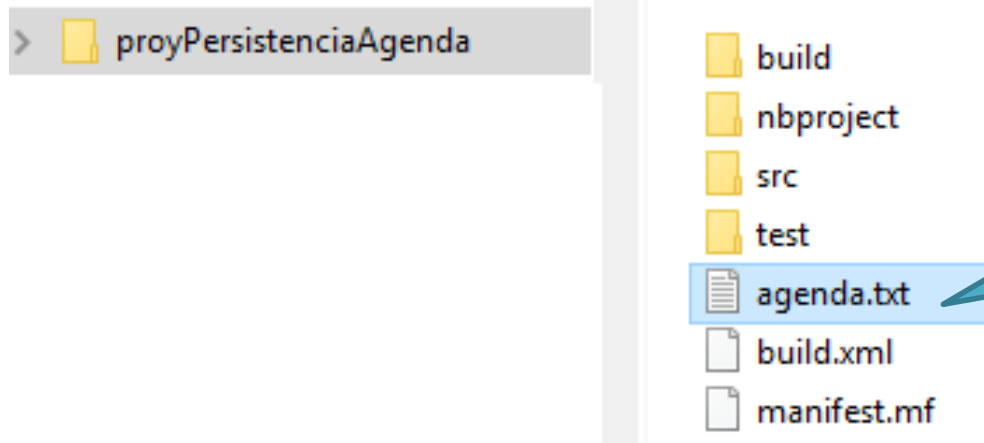 proyPersistenciaAgenda
build
nbproject
src
test
agenda.txt
build.xml
manifest.mf